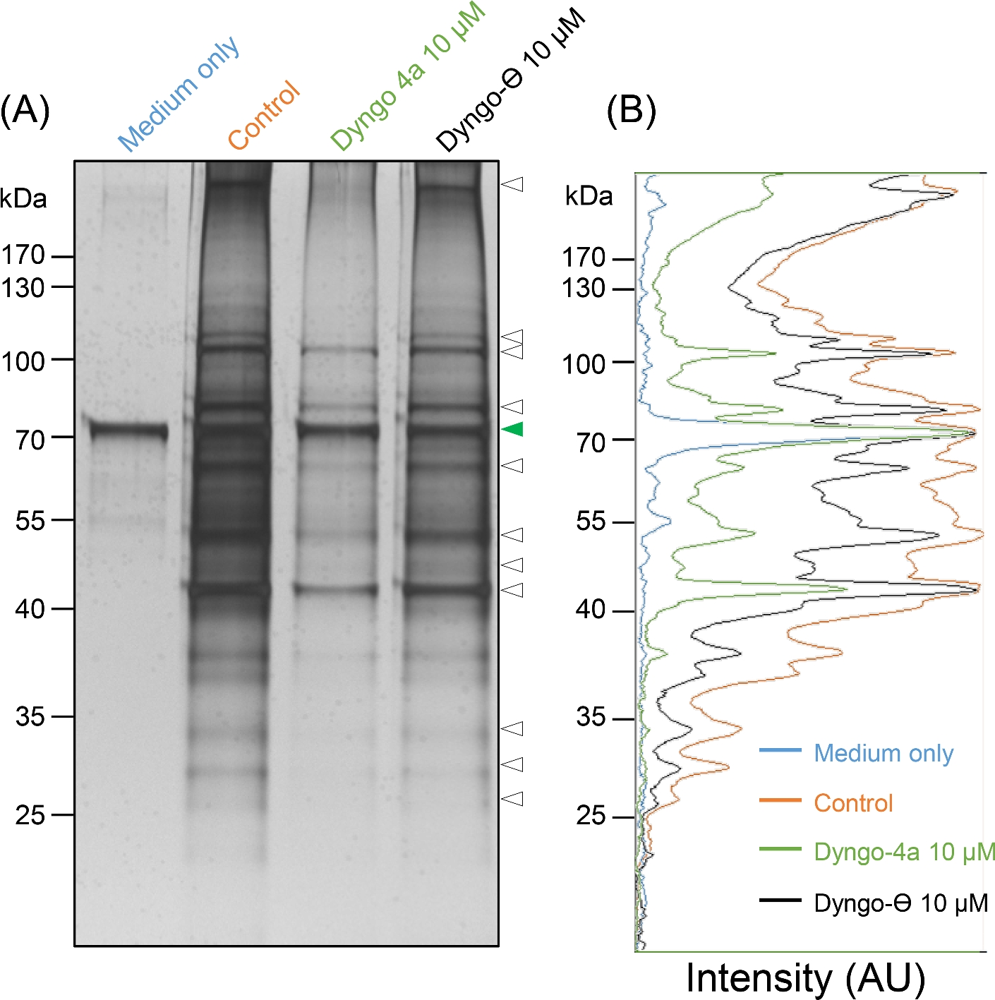 (A)
Medium only
Control
Dyngo 4a 10 µM
Dyngo-Ө 10 µM
kDa
170
130
100
70
55
40
35
25
(B)
kDa
170
130
100
70
55
40
35
25
Medium only
Control
Dyngo-4a 10 µM
Dyngo-Ө 10 µM
Intensity (AU)